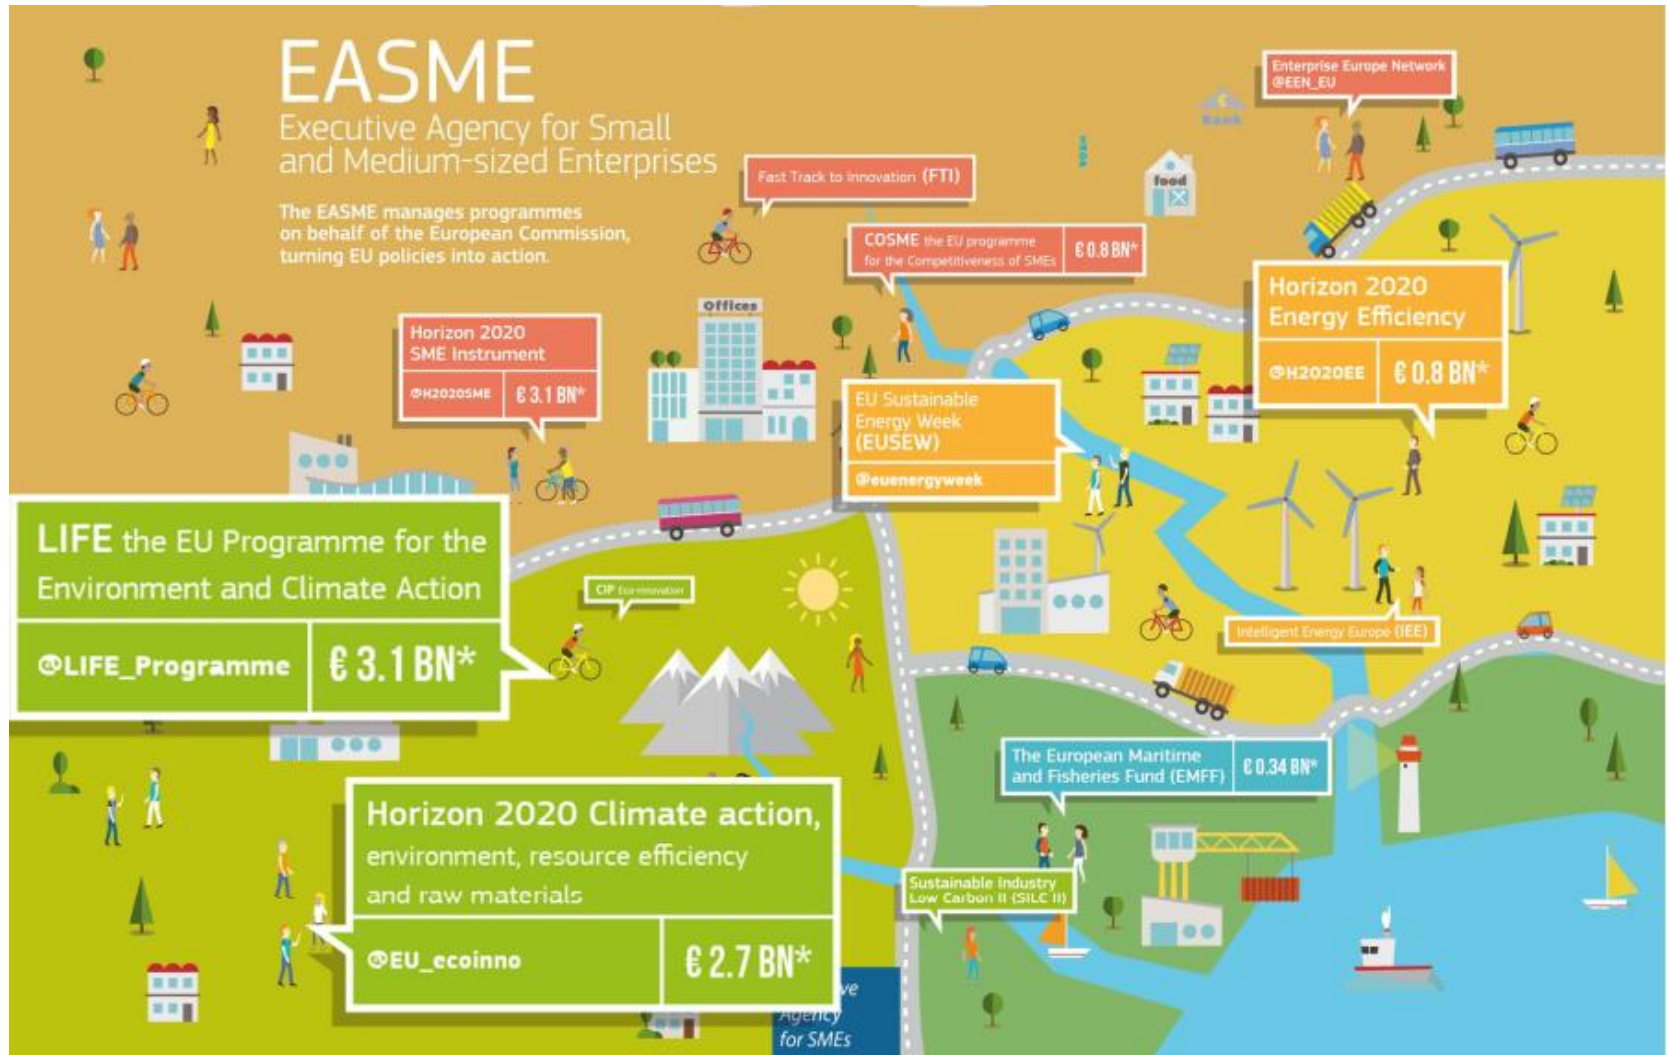 EASME
Executive Agency for Small
and Medium-sized Enterprises
The EASME manages programmes
on behalf of the European Commission,
turning EU policies into action.
Enterprise Europe Network
@EEN_EU
Bank
food
Fast Track to Innovation (FTI)
COSME the EU programme
for the Competitiveness of SMEs
€ 0.8 BN*
Horizon 2020
Energy Efficiency
@H2020EE
€ 0.8 BN*
Offices
Horizon 2020
SME Instrument
@H2020SME
€ 3.1 BN*
EU Sustainable
Energy Week
(EUSEW)
@euenergyweek
LIFE the EU Programme for the
Environment and Climate Action
@LIFE_Programme
€ 3.1 BN*
CIP Eco-innovation
Intelligent Energy Europe (IEE)
The European Maritime
and Fisheries Fund (EMFF)
€ 0.34 BN*
Horizon 2020 Climate action,
environment, resource efficiency
and raw materials
@EU_ecoinno
€ 2.7 BN*
Sustainable Industry
Low Carbon II (SILC II)
ve
Agency
for SMEs